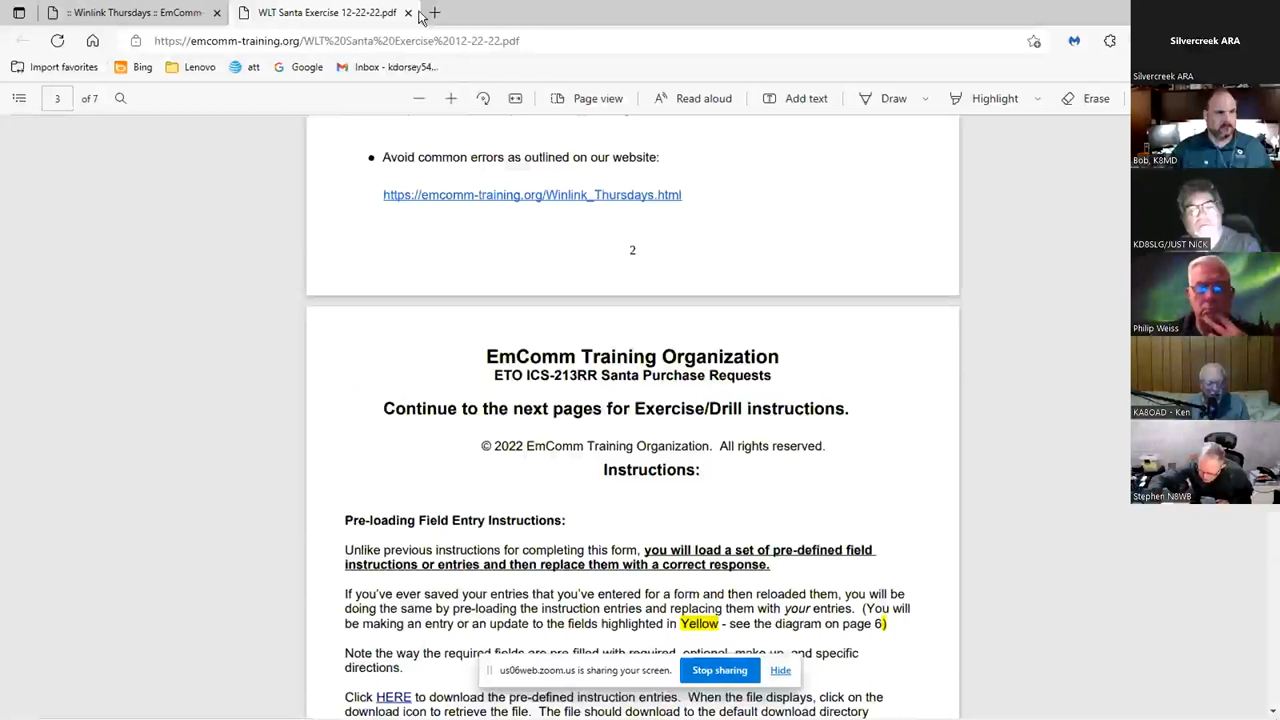 Winlink Thursdays :: EmComm
WLT Santa Exercise 12-22-22.pdf
https://emcomm-training.org/WLT%20Santa%20Exercise%2012-22-22.pdf
Import favorites
Bing
Lenovo
att
Google
Inbox - kdorsey54...
3 of 7
Page view
Read aloud
Add text
Draw
Highlight
Erase
• Avoid common errors as outlined on our website:
https://emcomm-training.org/Winlink_Thursdays.html
2
EmComm Training Organization
ETO ICS-213RR Santa Purchase Requests
Continue to the next pages for Exercise/Drill instructions.
© 2022 EmComm Training Organization. All rights reserved.
Instructions:
Pre-loading Field Entry Instructions:
Unlike previous instructions for completing this form, you will load a set of pre-defined field
instructions or entries and then replace them with a correct response.
If you've ever saved your entries that you've entered for a form and then reloaded them, you will be
doing the same by pre-loading the instruction entries and replacing them with your entries. (You will
be making an entry or an update to the fields highlighted in Yellow - see the diagram on page 6)
Note the way the required fields are pre-filled with required, optional, make-up, and specific
directions.
Click HERE to download the pre-defined instruction entries. When the file displays, click on the
download icon to retrieve the file. The file should download to the default download directory
us06web.zoom.us is sharing your screen.
Stop sharing
Hide
Silvercreek ARA
Silvercreek ARA
Bob, K8MD
KD8SLG/JUST NICK
Philip Weiss
KA8OAD - Ken
Stephen N8WB